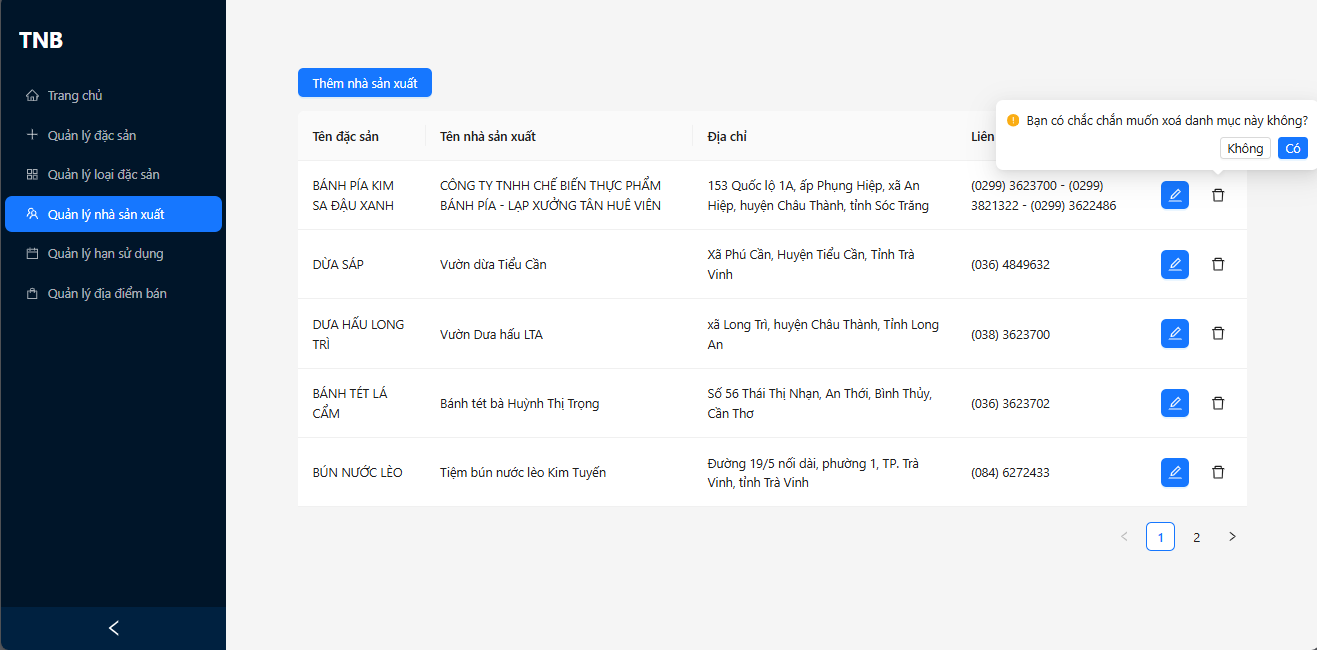 TNB
Trang chủ
Quản lý đặc sản
Quản lý loại đặc sản
Quản lý nhà sản xuất
Quản lý hạn sử dụng
Quản lý địa điểm bán
Thêm nhà sản xuất
Bạn có chắc chắn muốn xoá danh mục này không?
Không Có
Tên đặc sản Tên nhà sản xuất Địa chỉ Liên
BÁNH PÍA KIM CÔNG TY TNHH CHẾ BIẾN THỰC PHẨM 153 Quốc lộ 1A, ấp Phụng Hiệp, xã An (0299) 3623700 - (0299)
SA ĐẬU XANH BÁNH PÍA - LẠP XƯỞNG TÂN HUÊ VIÊN Hiệp, huyện Châu Thành, tỉnh Sóc Trăng 3821322 - (0299) 3622486
DỪA SÁP Vườn dừa Tiểu Cần Xã Phú Cần, Huyện Tiểu Cần, Tỉnh Trà (036) 4849632
Vinh
DƯA HẤU LONG Vườn Dưa hấu LTA xã Long Trì, huyện Châu Thành, Tỉnh Long (038) 3623700
TRÌ An
BÁNH TÉT LÁ Bánh tét bà Huỳnh Thị Trọng Số 56 Thái Thị Nhạn, An Thới, Bình Thủy, (036) 3623702
CẨM Cần Thơ
BÚN NƯỚC LÈO Tiệm bún nước lèo Kim Tuyến Đường 19/5 nối dài, phường 1, TP. Trà (084) 6272433
Vinh, tỉnh Trà Vinh
1 2